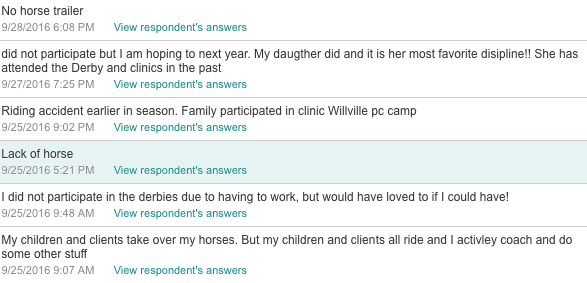 No horse trailer
9/28/2016 6:08 PM View respondent's answers
did not participate but I am hoping to next year. My daugther did and it is her most favorite disipline!! She has
attended the Derby and clinics in the past
9/27/2016 7:25 PM View respondent's answers
Riding accident earlier in season. Family participated in clinic Willville pc camp
9/25/2016 9:02 PM View respondent's answers
Lack of horse
9/25/2016 5:21 PM View respondent's answers
I did not participate in the derbies due to having to work, but would have loved to if I could have!
9/25/2016 9:48 AM View respondent's answers
My children and clients take over my horses. But my children and clients all ride and I activley coach and do
some other stuff
9/25/2016 9:07 AM View respondent's answers